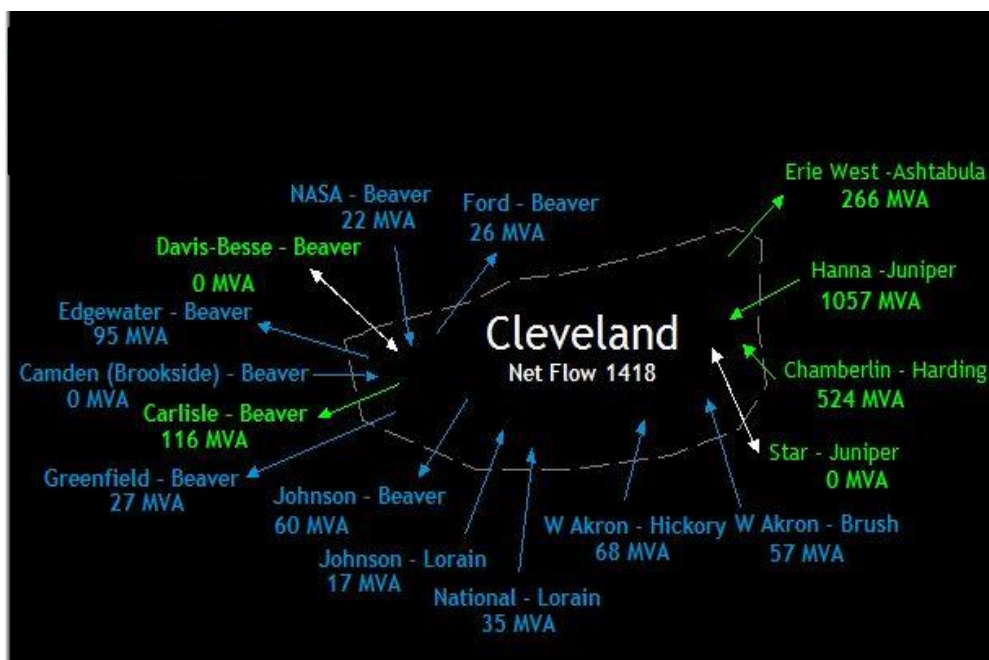 Erie West -Ashtabula
266 MVA
NASA - Beaver
22 MVA
Ford - Beaver
26 MVA
Davis-Besse - Beaver
0 MVA
Hanna -Juniper
1057 MVA
Edgewater - Beaver
95 MVA
Cleveland
Net Flow 1418
Camden (Brookside) - Beaver
0 MVA
Chamberlin - Harding
524 MVA
Carlisle - Beaver
116 MVA
Star - Juniper
0 MVA
Greenfield - Beaver
27 MVA
Johnson - Beaver
60 MVA
W Akron - Hickory
68 MVA
W Akron - Brush
57 MVA
Johnson - Lorain
17 MVA
National - Lorain
35 MVA